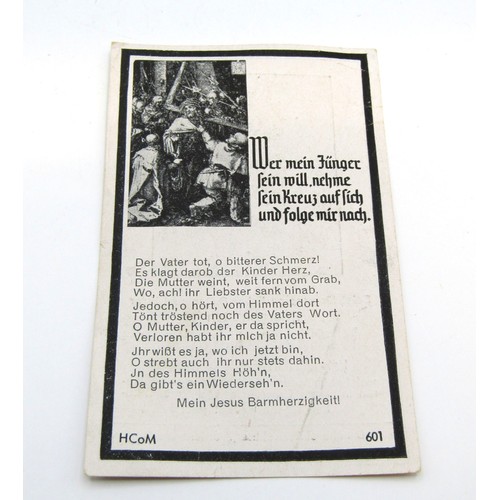 Wer mein Jünger
sein will, nehme
sein Kreuz auf sich
und folge mir nach.
Der Vater tot, o bitterer Schmerz!
Es klagt darob der Kinder Herz,
Die Mutter weint, weit fern vom Grab,
Wo, ach! ihr Liebster sank hinab.
Jedoch, o hört, vom Himmel dort
Tönt tröstend noch des Vaters Wort.
O Mutter, Kinder, er da spricht,
Verloren habt ihr mich ja nicht.
Jhr wißt es ja, wo ich jetzt bin,
O strebt auch ihr nur stets dahin.
Jn des Himmels Höh'n,
Da gibt's ein Wiederseh'n.
Mein Jesus Barmherzigkeit!
HCoM
601